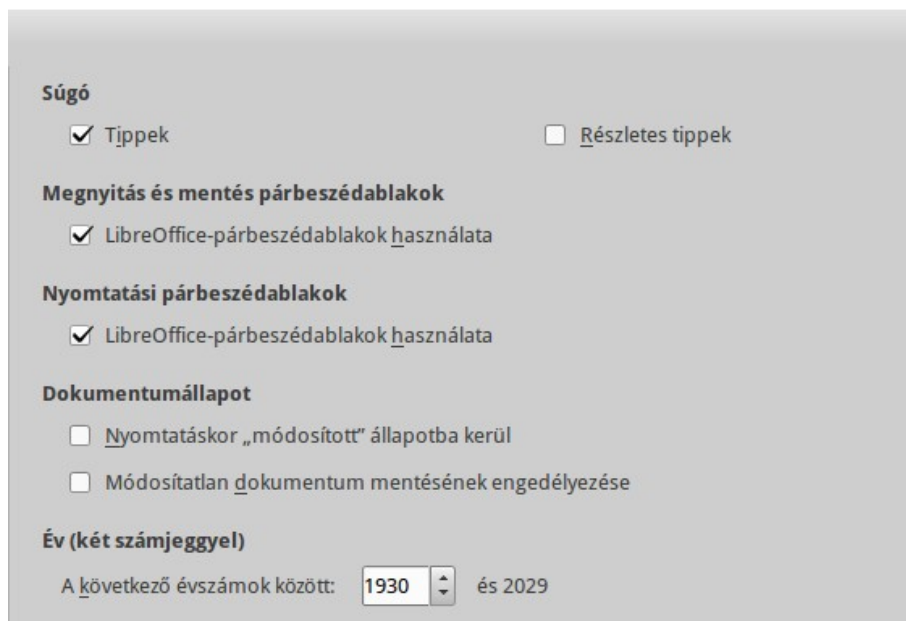 Súgó
Tippek Részletes tippek
Megnyitás és mentés párbeszédablakok
LibreOffice-párbeszédablakok használata
Nyomtatási párbeszédablakok
LibreOffice-párbeszédablakok használata
Dokumentumállapot
Nyomtatáskor „módosított” állapotba kerül
Módosítatlan dokumentum mentésének engedélyezése
Év (két számjeggyel)
A következő évszámok között: 1930 és 2029